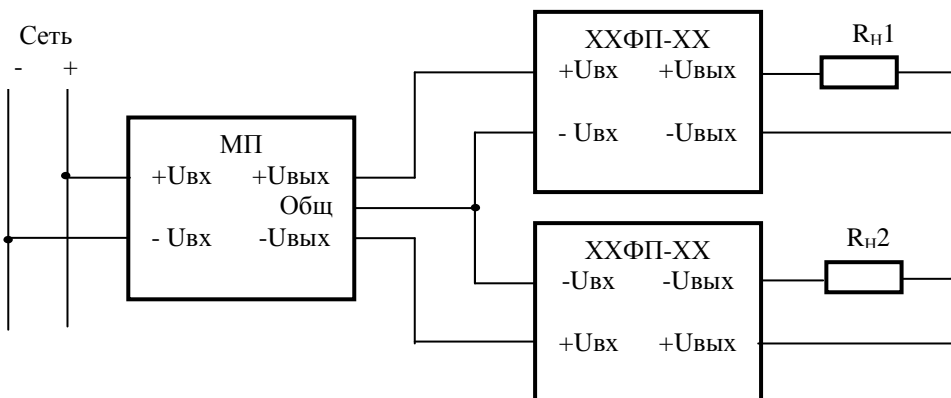 Сеть
- +
МП
+Uвх +Uвых
Общ
- Uвх -Uвых
ХХФП-ХХ
+Uвх +Uвых
- Uвх -Uвых
RН1
ХХФП-ХХ
-Uвх -Uвых
+Uвх +Uвых
RН2